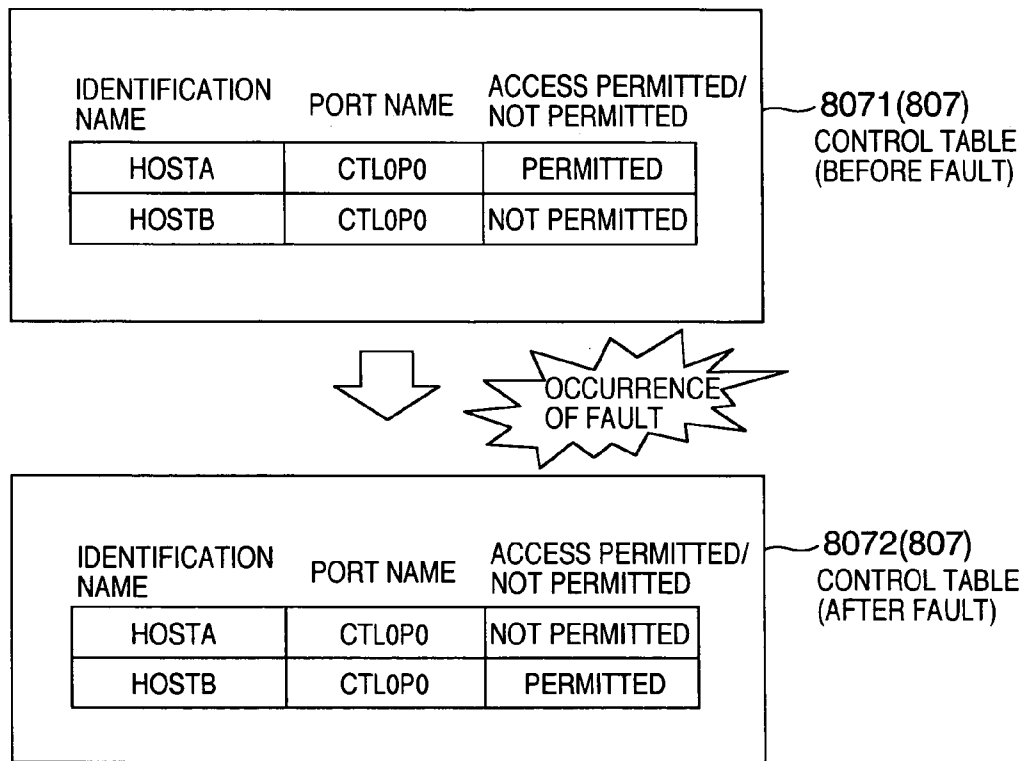 IDENTIFICATION NAME PORT NAME ACCESS PERMITTED/ NOT PERMITTED
HOSTA CTL0P0 PERMITTED
HOSTB CTL0P0 NOT PERMITTED
8071(807)
CONTROL TABLE
(BEFORE FAULT)
OCCURRENCE
OF FAULT
IDENTIFICATION NAME PORT NAME ACCESS PERMITTED/ NOT PERMITTED
HOSTA CTL0P0 NOT PERMITTED
HOSTB CTL0P0 PERMITTED
8072(807)
CONTROL TABLE
(AFTER FAULT)